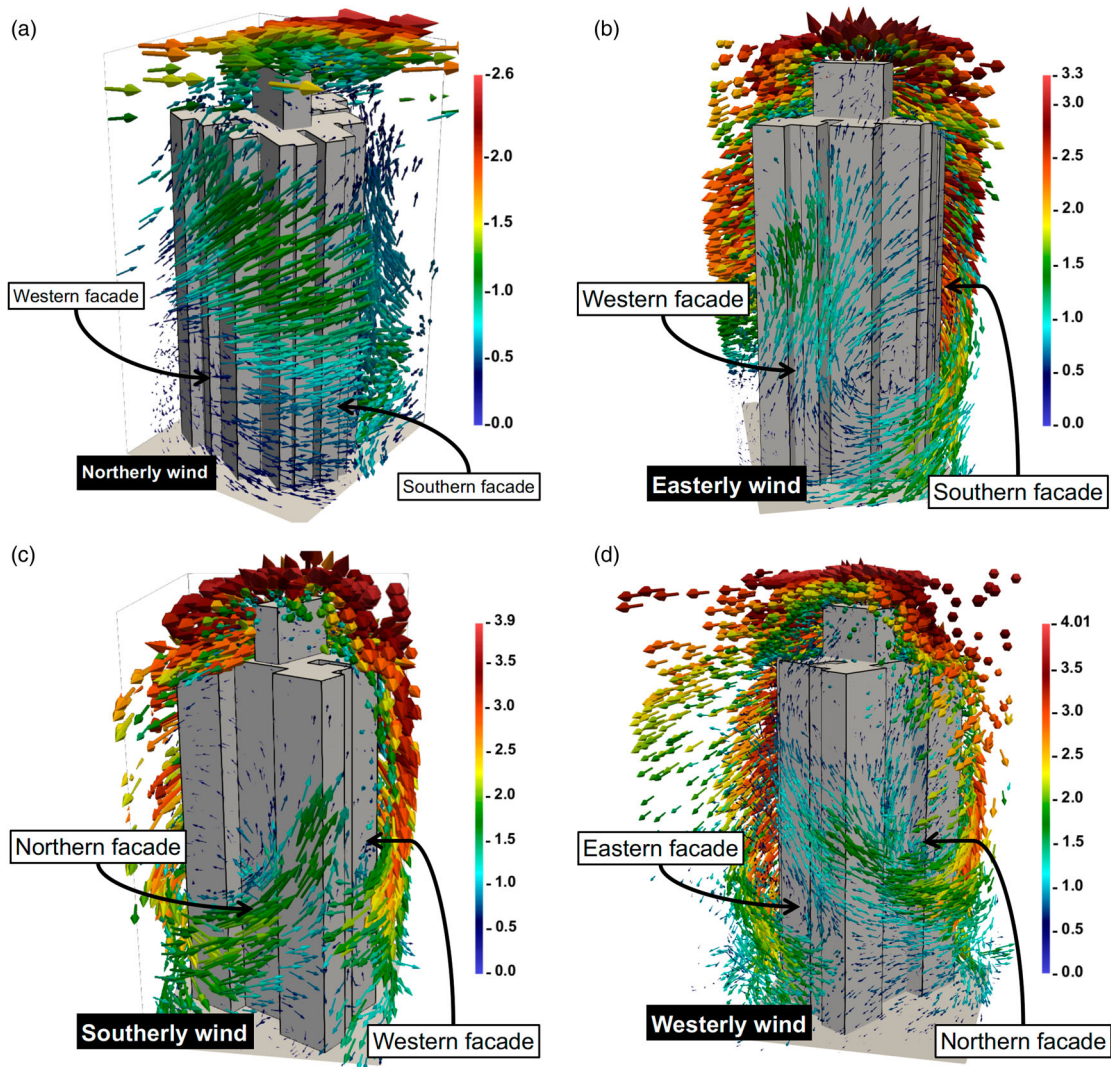 (a)
-2.6
-2.0
-1.5
-1.0
-0.5
-0.0
Western facade
Northerly wind
Southern facade
(b)
-3.3
-3.0
-2.5
-2.0
-1.5
-1.0
-0.5
-0.0
Western facade
Easterly wind
Southern facade
(c)
-3.9
-3.5
-3.0
-2.5
-2.0
-1.5
-1.0
-0.5
-0.0
Northern facade
Southerly wind
Western facade
(d)
-4.01
-3.5
-3.0
-2.5
-2.0
-1.5
-1.0
-0.5
-0.0
Eastern facade
Westerly wind
Northern facade